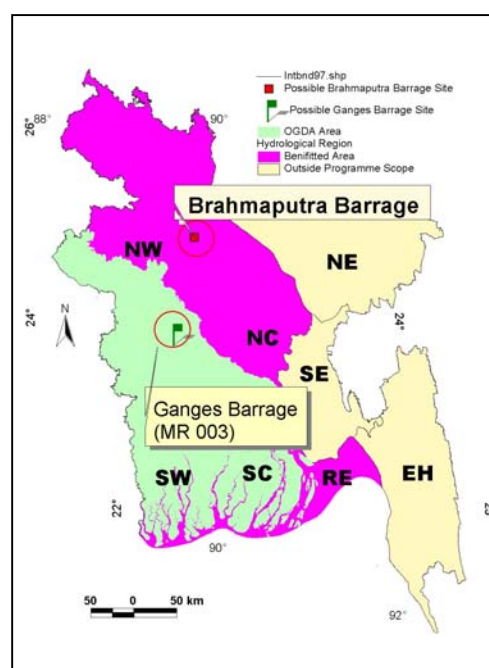 Intbnd97.shp
Possible Brahmaputra Barrage Site
Possible Ganges Barrage Site
OGDA Area
Hydrological Region
Benifitted Area
Outside Programme Scope
88°
90°
26°
Brahmaputra Barrage
NW
NE
N
24°
NC
24°
SE
Ganges Barrage
(MR 003)
SW
SC
RE
EH
22°
90°
92°
50 0 50 km